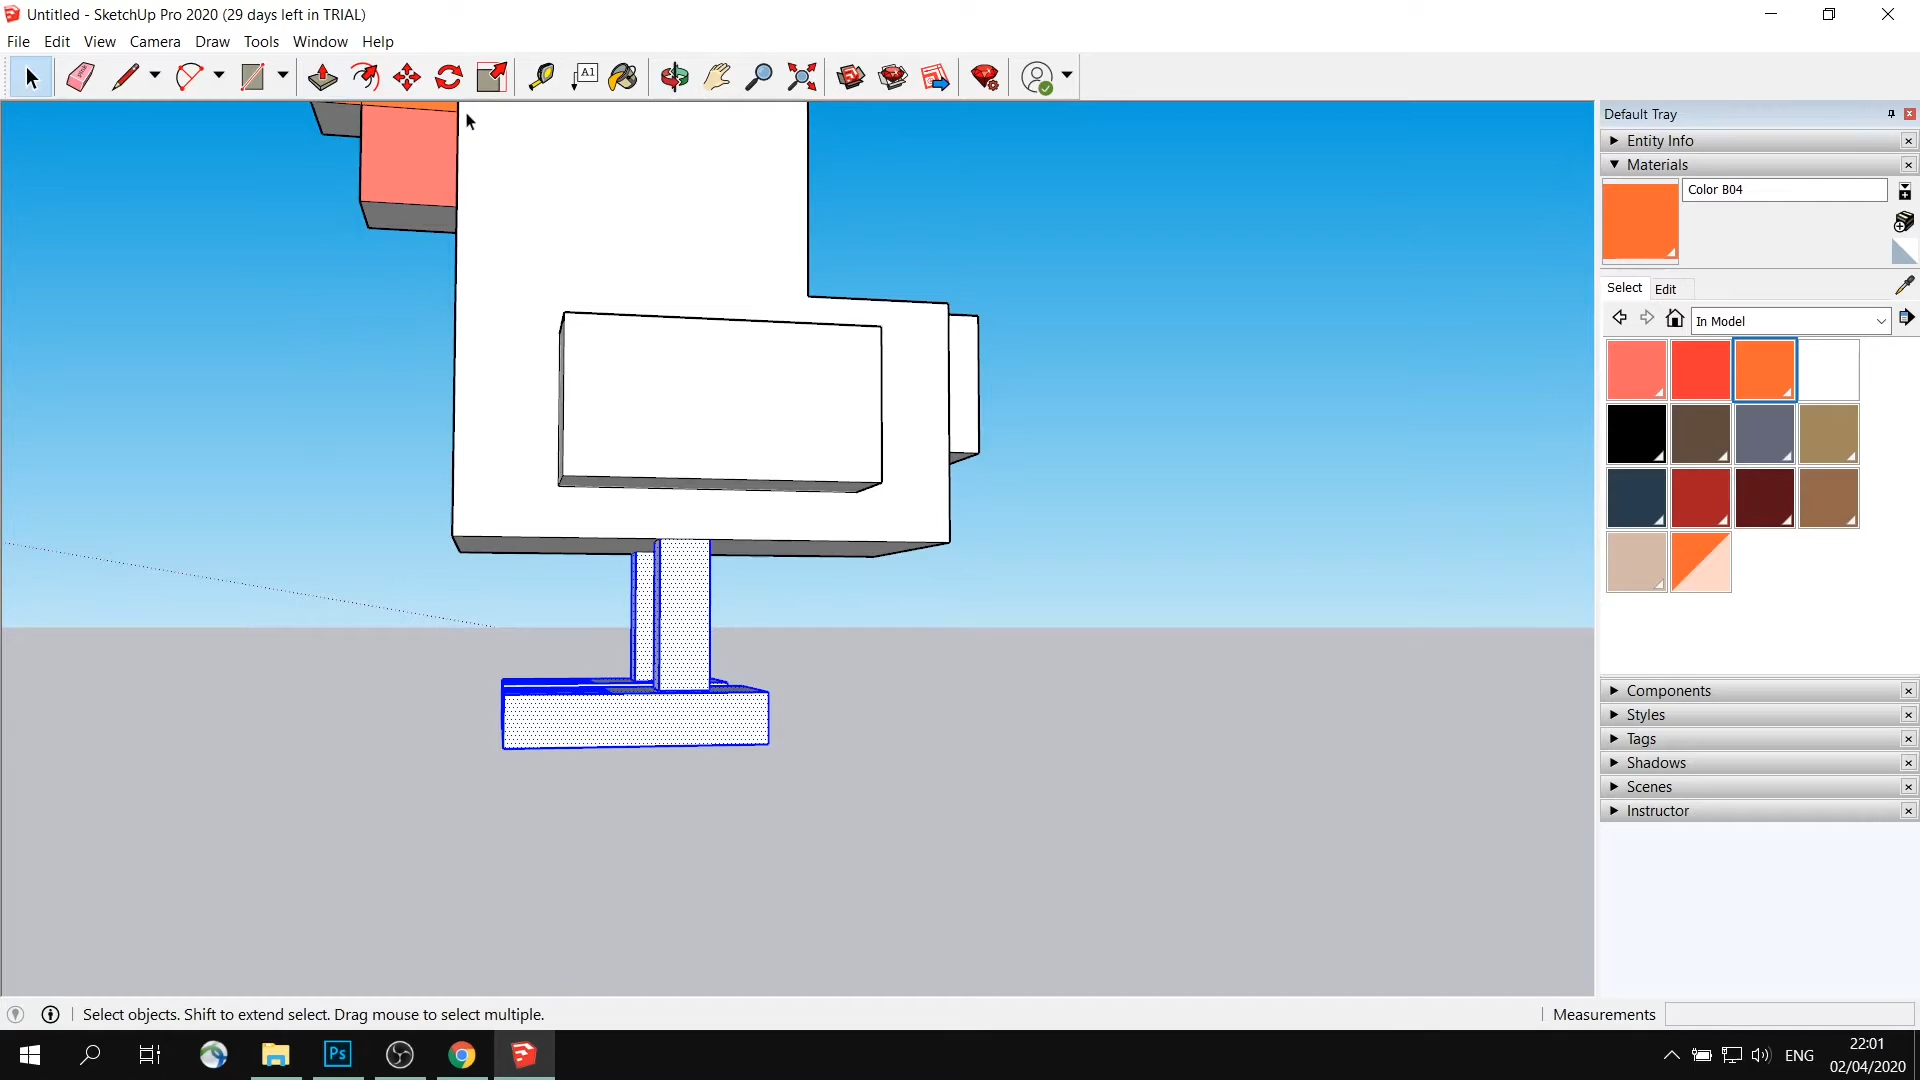 Untitled - SketchUp Pro 2020 (29 days left in TRIAL)
File Edit View Camera Draw Tools Window Help
A1
Default Tray
Entity Info
Materials
Color B04
Select Edit
In Model
Components
Styles
Tags
Shadows
Scenes
Instructor
Select objects. Shift to extend select. Drag mouse to select multiple.
Measurements
Ps
ENG
22:01
02/04/2020